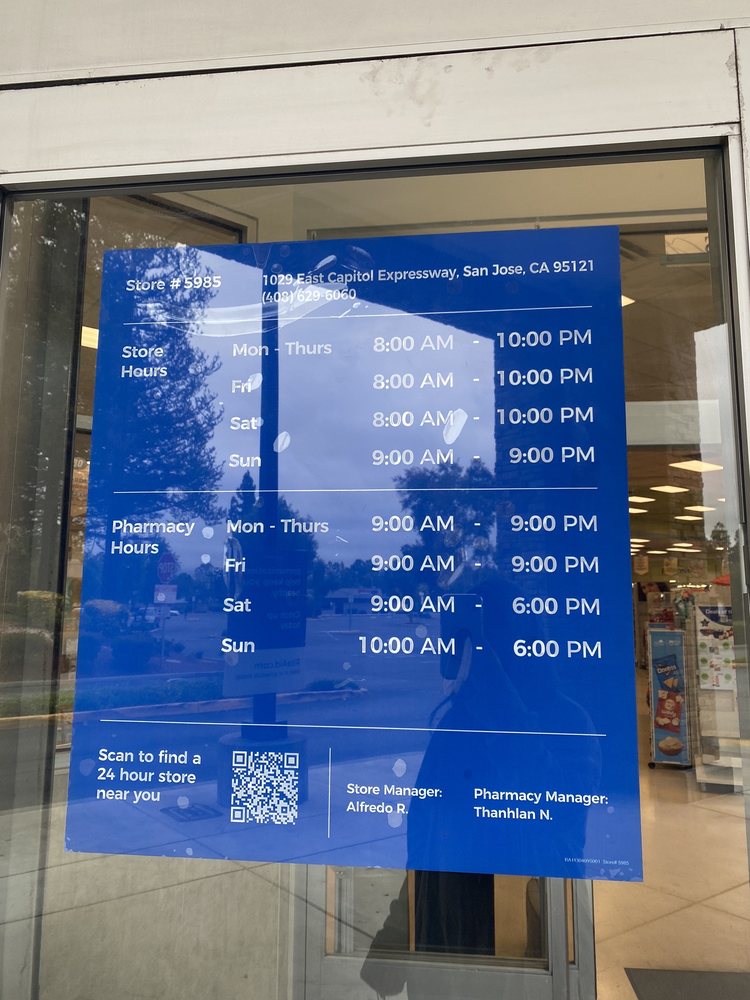 Store # 5985
1029 East Capitol Expressway, San Jose, CA 95121
(408) 629-6060
Store Hours
Mon - Thurs 8:00 AM - 10:00 PM
Fri 8:00 AM - 10:00 PM
Sat 8:00 AM - 10:00 PM
Sun 9:00 AM - 9:00 PM
Pharmacy Hours
Mon - Thurs 9:00 AM - 9:00 PM
Fri 9:00 AM - 9:00 PM
Sat 9:00 AM - 6:00 PM
Sun 10:00 AM - 6:00 PM
Scan to find a
24 hour store
near you
Store Manager:
Alfredo R.
Pharmacy Manager:
Thanhlan N.
Store# 5985
Doritos